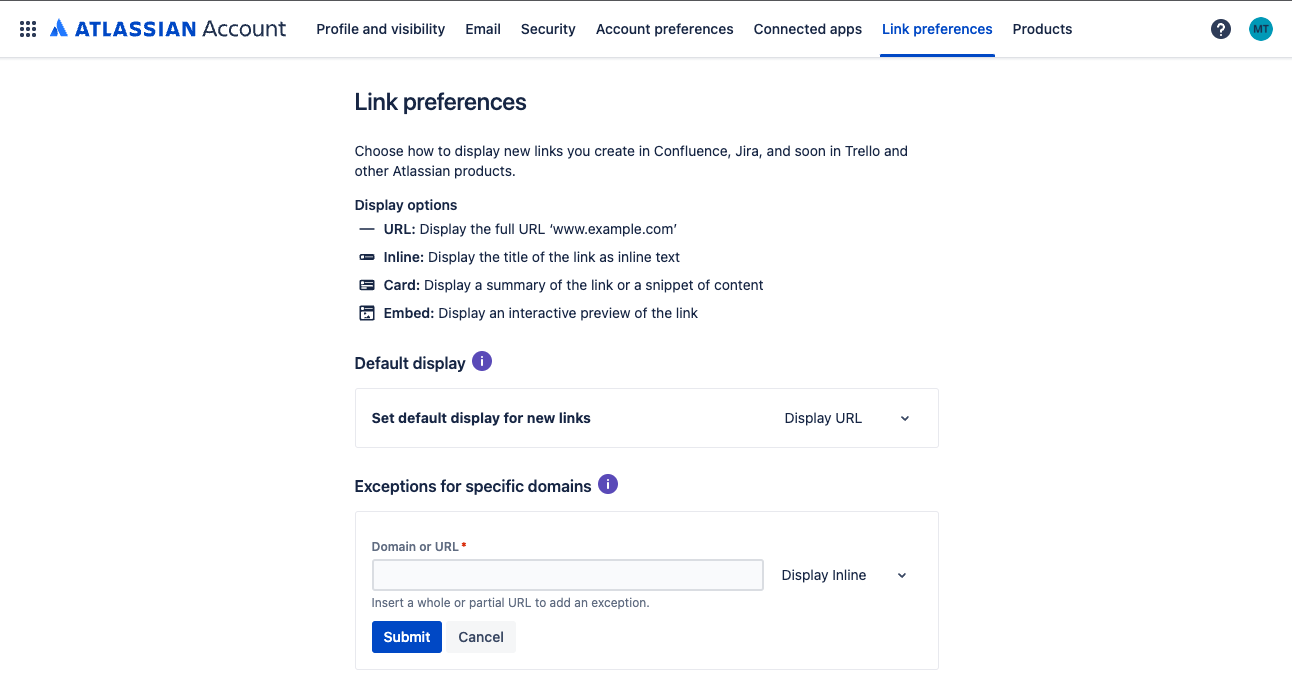 ATLASSIAN Account Profile and visibility Email Security Account preferences Connected apps Link preferences Products ? MT
Link preferences
Choose how to display new links you create in Confluence, Jira, and soon in Trello and
other Atlassian products.
Display options
URL: Display the full URL ‘www.example.com’
Inline: Display the title of the link as inline text
Card: Display a summary of the link or a snippet of content
Embed: Display an interactive preview of the link
Default display i
Set default display for new links Display URL
Exceptions for specific domains i
Domain or URL*
Display Inline
Insert a whole or partial URL to add an exception.
Submit Cancel